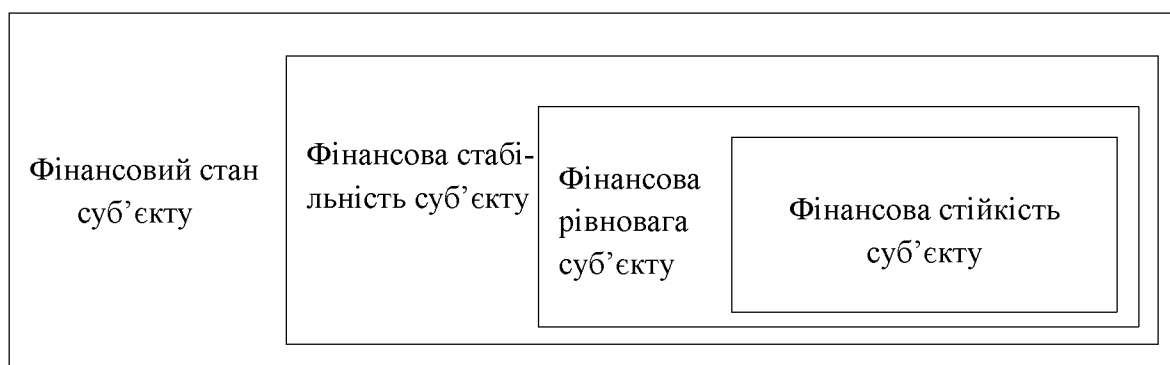 Фінансовий стан
суб’єкту
Фінансова стабі-
льність суб’єкту
Фінансова
рівновага
суб’єкту
Фінансова стійкість
суб’єкту